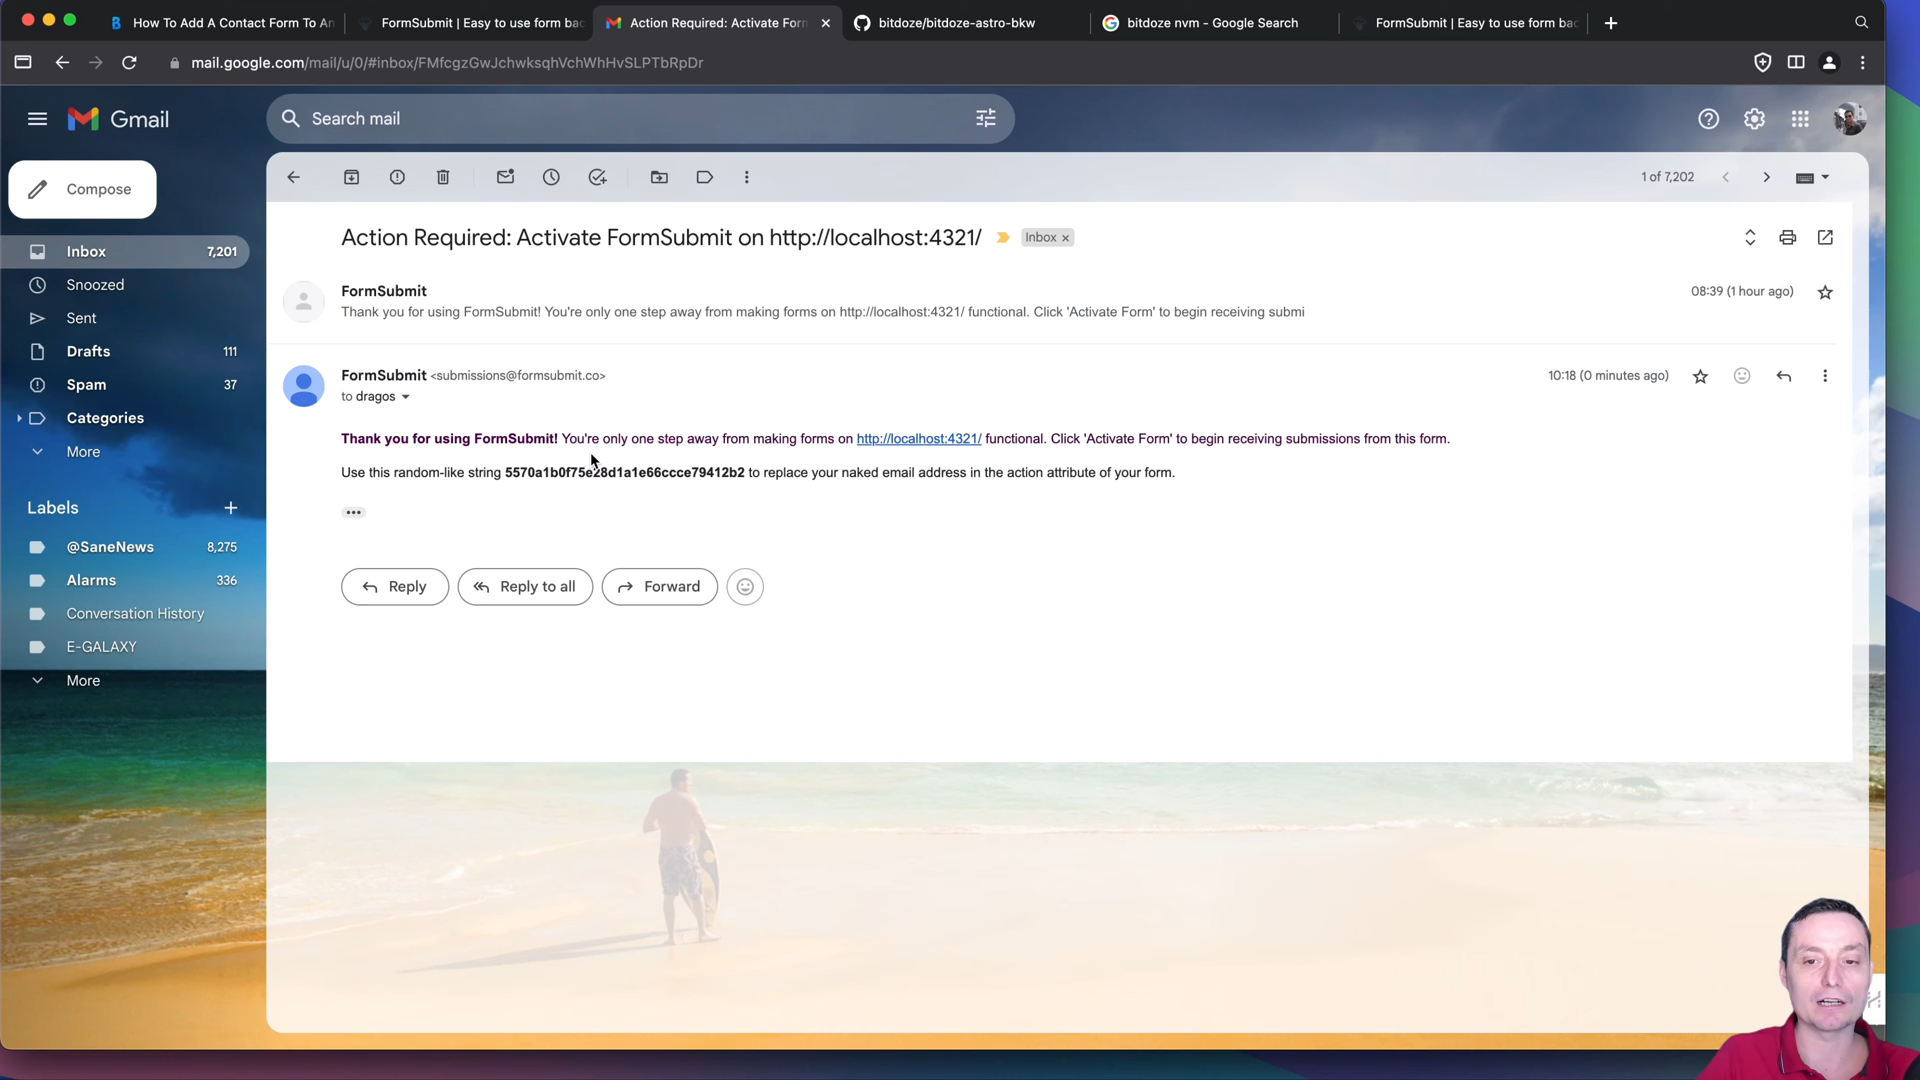 How To Add A Contact Form To An
FormSubmit | Easy to use form bac
Action Required: Activate Form
bitdoze/bitdoze-astro-bkw
bitdoze nvm - Google Search
FormSubmit | Easy to use form bac
mail.google.com/mail/u/0/#inbox/FMfcgzGwJchwksqhVchWhHvSLPTbRpDr
Gmail
Search mail
Compose
1 of 7,202
Inbox 7,201
Snoozed
Sent
Drafts 111
Spam 37
Categories
More
Labels
@SaneNews 8,275
Alarms 336
Conversation History
E-GALAXY
More
Action Required: Activate FormSubmit on http://localhost:4321/
Inbox x
FormSubmit
08:39 (1 hour ago)
Thank you for using FormSubmit! You're only one step away from making forms on http://localhost:4321/ functional. Click 'Activate Form' to begin receiving submi
FormSubmit <submissions@formsubmit.co>
10:18 (0 minutes ago)
to dragos
Thank you for using FormSubmit! You're only one step away from making forms on http://localhost:4321/ functional. Click 'Activate Form' to begin receiving submissions from this form.
Use this random-like string 5570a1b0f75e28d1a1e66ccce79412b2 to replace your naked email address in the action attribute of your form.
Reply
Reply to all
Forward